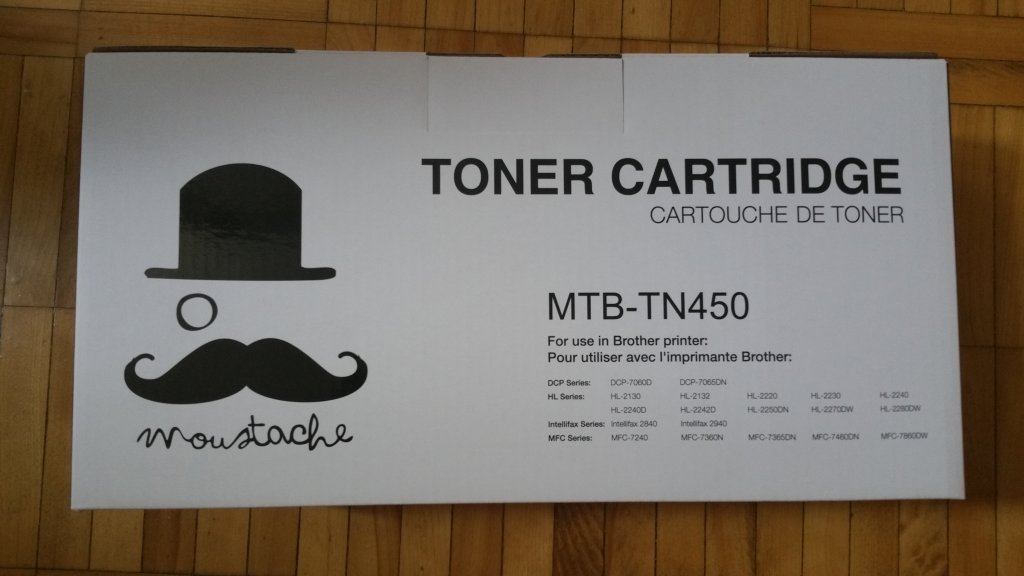 TONER CARTRIDGE
CARTOUCHE DE TONER
MTB-TN450
For use in Brother printer:
Pour utiliser avec l'imprimante Brother:
DCP Series: DCP-7060D DCP-7065DN
HL Series: HL-2130 HL-2132 HL-2220 HL-2230 HL-2240
HL-2240D HL-2242D HL-2250DN HL-2270DW HL-2280DW
Intellifax Series: Intellifax 2840 Intellifax 2940
MFC Series: MFC-7240 MFC-7360N MFC-7365DN MFC-7460DN MFC-7860DW
moustache